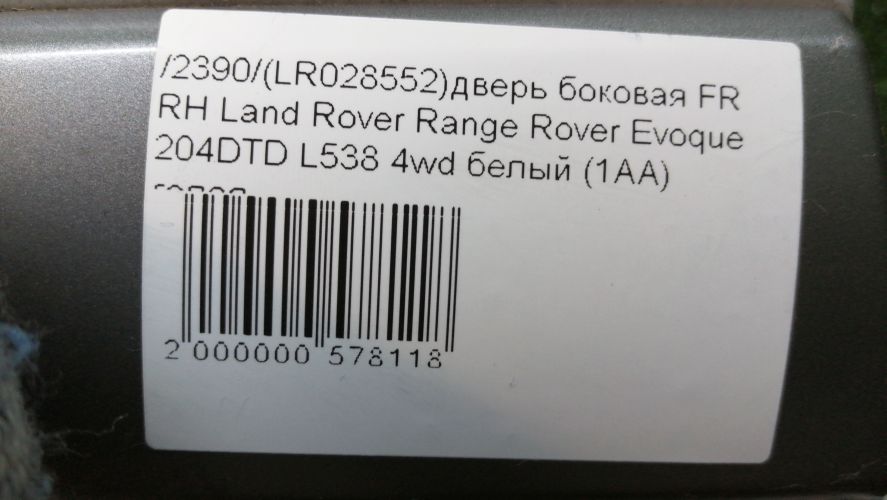 /2390/(LR028552)дверь боковая FR
RH Land Rover Range Rover Evoque
204DTD L538 4wd белый (1AA)
2 000000 578118